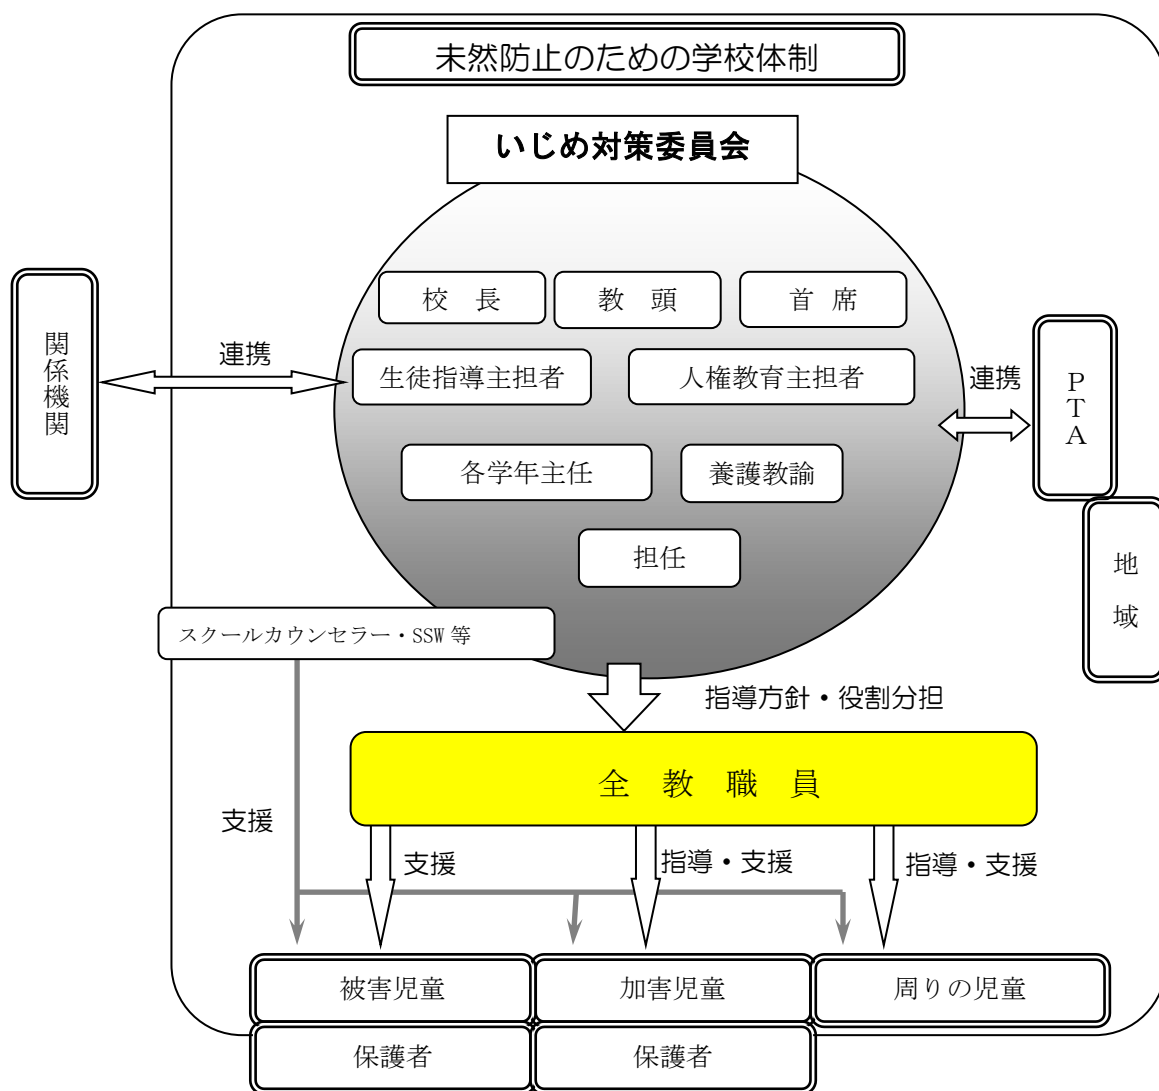 未然防止のための学校体制
いじめ対策委員会
校　長
教　頭
首　席
関係機関
連携
生徒指導主担者
人権教育主担者
連携
ＰＴＡ
各学年主任
養護教諭
担任
地域
スクールカウンセラー・SSW 等
指導方針・役割分担
全　教　職　員
支援
支援
指導・支援
指導・支援
被害児童
加害児童
周りの児童
保護者
保護者